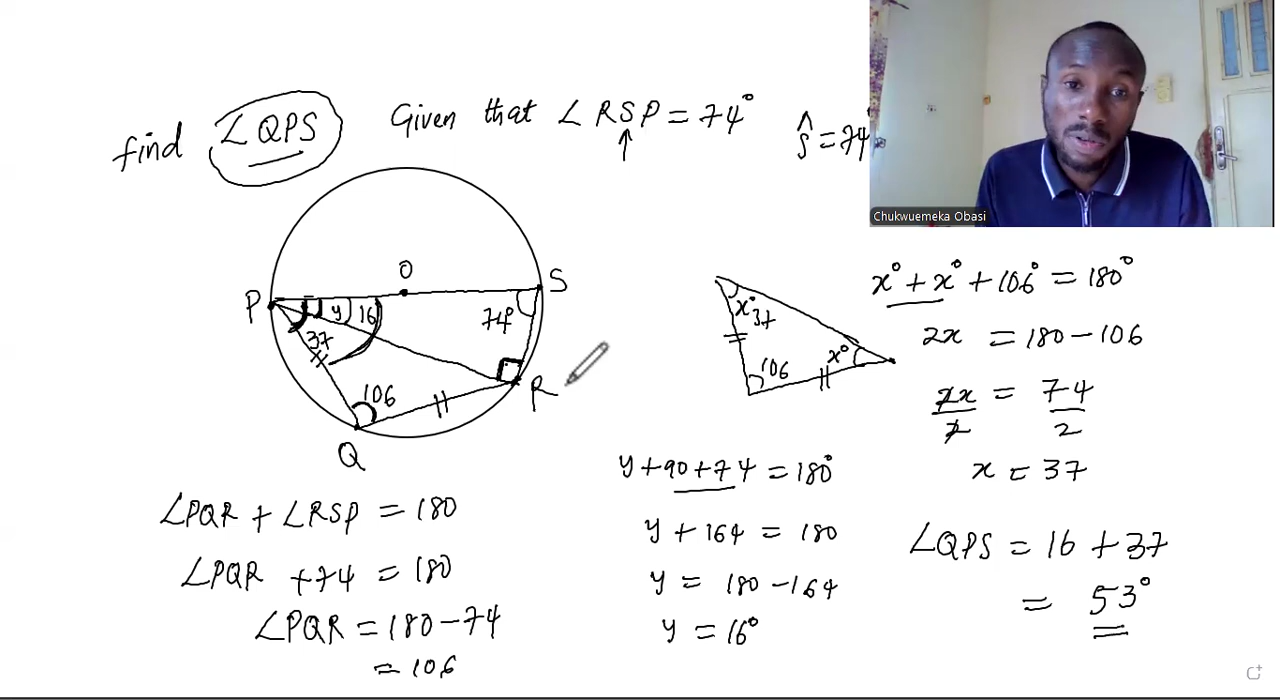 find ∠QPS Given that ∠RSP = 74° Ŝ = 74°
Chukwuemeka Obasi
O
P
S
y
16
74°
37
106
R
Q
x°
37
106
x°
x° + x° + 106° = 180°
2x = 180 − 106
2x/2 = 74/2
x = 37
∠PQR + ∠RSP = 180
∠PQR + 74 = 180
∠PQR = 180 − 74
= 106
y + 90 + 74 = 180°
y + 164 = 180
y = 180 − 164
y = 16°
∠QPS = 16 + 37
= 53°